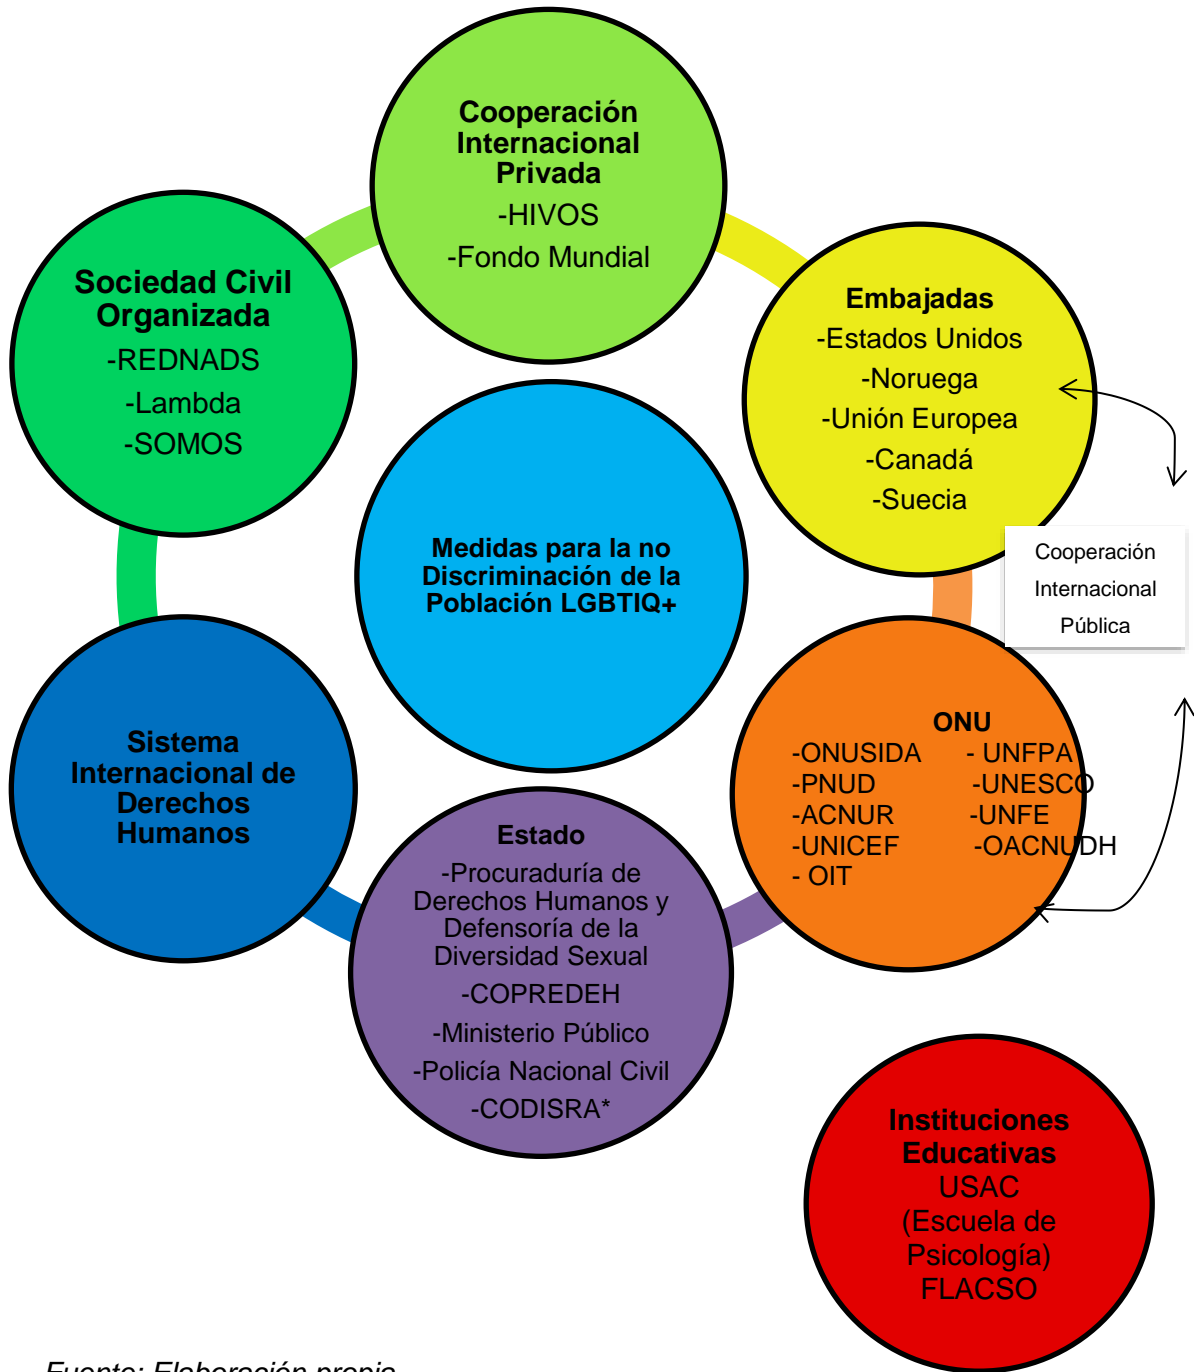 Cooperación
Internacional
Privada
-HIVOS
-Fondo Mundial
Sociedad Civil
Organizada
-REDNADS
-Lambda
-SOMOS
Embajadas
-Estados Unidos
-Noruega
-Unión Europea
-Canadá
-Suecia
Medidas para la no
Discriminación de la
Población LGBTIQ+
Cooperación
Internacional
Pública
Sistema
Internacional de
Derechos
Humanos
ONU
-ONUSIDA - UNFPA
-PNUD -UNESCO
-ACNUR -UNFE
-UNICEF -OACNUDH
- OIT
Estado
-Procuraduría de
Derechos Humanos y
Defensoría de la
Diversidad Sexual
-COPREDEH
-Ministerio Público
-Policía Nacional Civil
-CODISRA*
Instituciones
Educativas
USAC
(Escuela de
Psicología)
FLACSO
Fuente: Elaboración propia